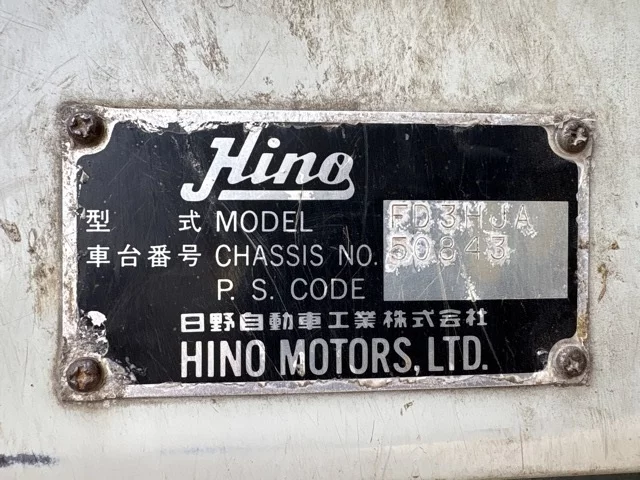 Hino
型 式 MODEL FD3HJA
車台番号 CHASSIS NO. 50843
P. S. CODE
日野自動車工業株式会社
HINO MOTORS, LTD.